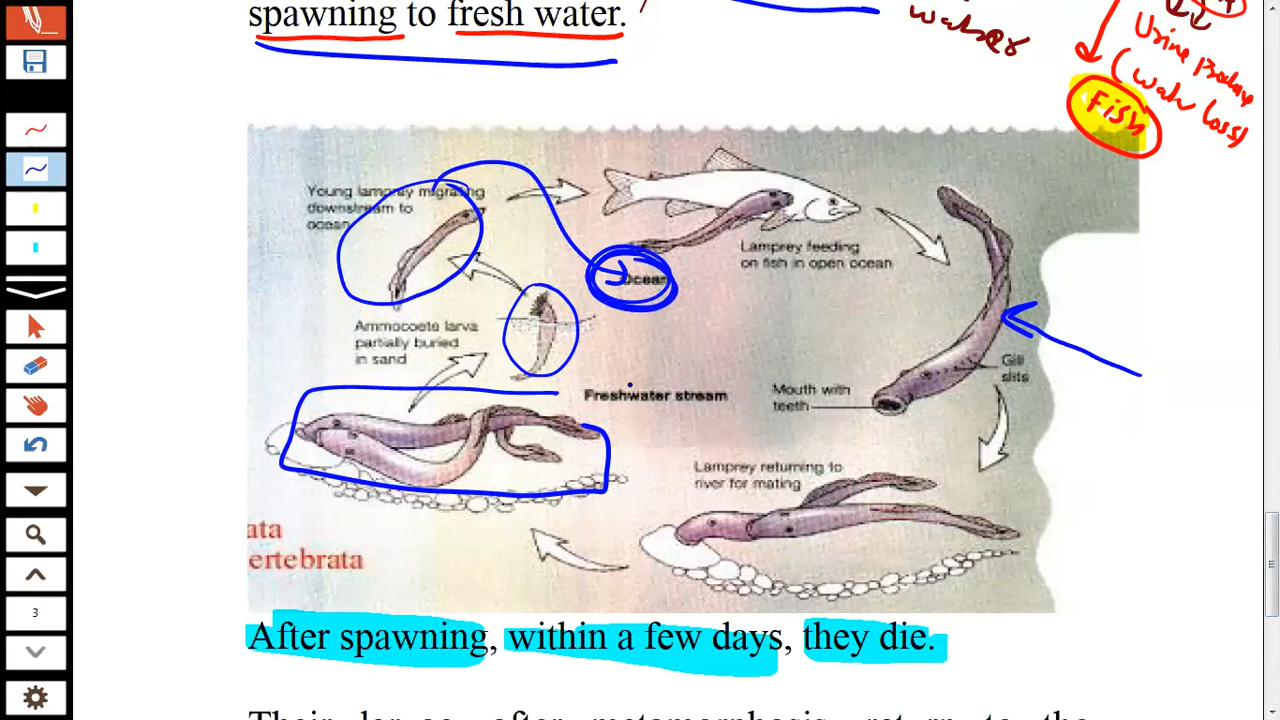 spawning to fresh water.
water
Urine Produce
(water loss)
Fish
Young lamprey migrating
downstream to
ocean
Lamprey feeding
on fish in open ocean
Ocean
Ammocoete larva
partially buried
in sand
Gill
slits
Mouth with
teeth
Freshwater stream
Lamprey returning to
river for mating
ata
ertebrata
After spawning, within a few days, they die.
3